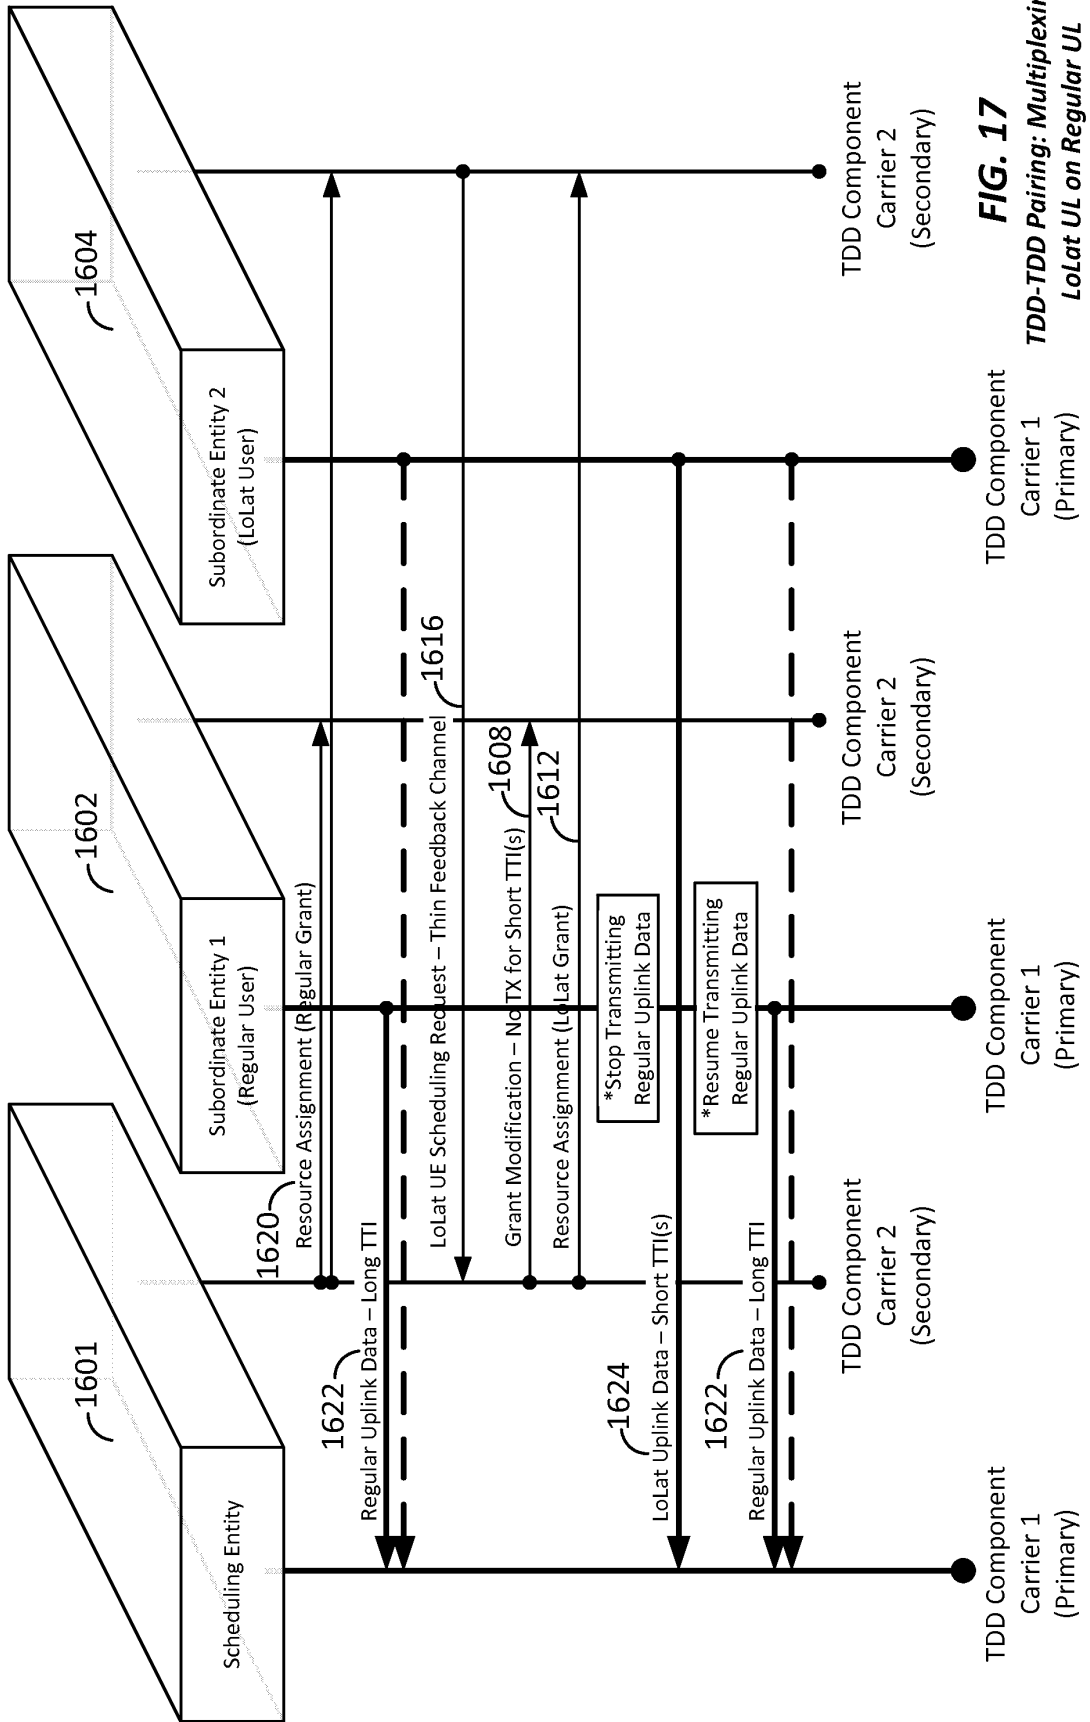 1601
Scheduling Entity
1602
Subordinate Entity 1
(Regular User)
1604
Subordinate Entity 2
(LoLat User)
1620
Resource Assignment (Regular Grant)
1622
Regular Uplink Data – Long TTI
1616
LoLat UE Scheduling Request – Thin Feedback Channel
1608
Grant Modification – No TX for Short TTI(s)
1612
Resource Assignment (LoLat Grant)
*Stop Transmitting
Regular Uplink Data
1624
LoLat Uplink Data – Short TTI(s)
*Resume Transmitting
Regular Uplink Data
1622
Regular Uplink Data – Long TTI
TDD Component
Carrier 2
(Secondary)
TDD Component
Carrier 2
(Secondary)
TDD Component
Carrier 2
(Secondary)
TDD Component
Carrier 1
(Primary)
TDD Component
Carrier 1
(Primary)
TDD Component
Carrier 1
(Primary)
FIG. 17
TDD-TDD Pairing: Multiplexin
LoLat UL on Regular UL